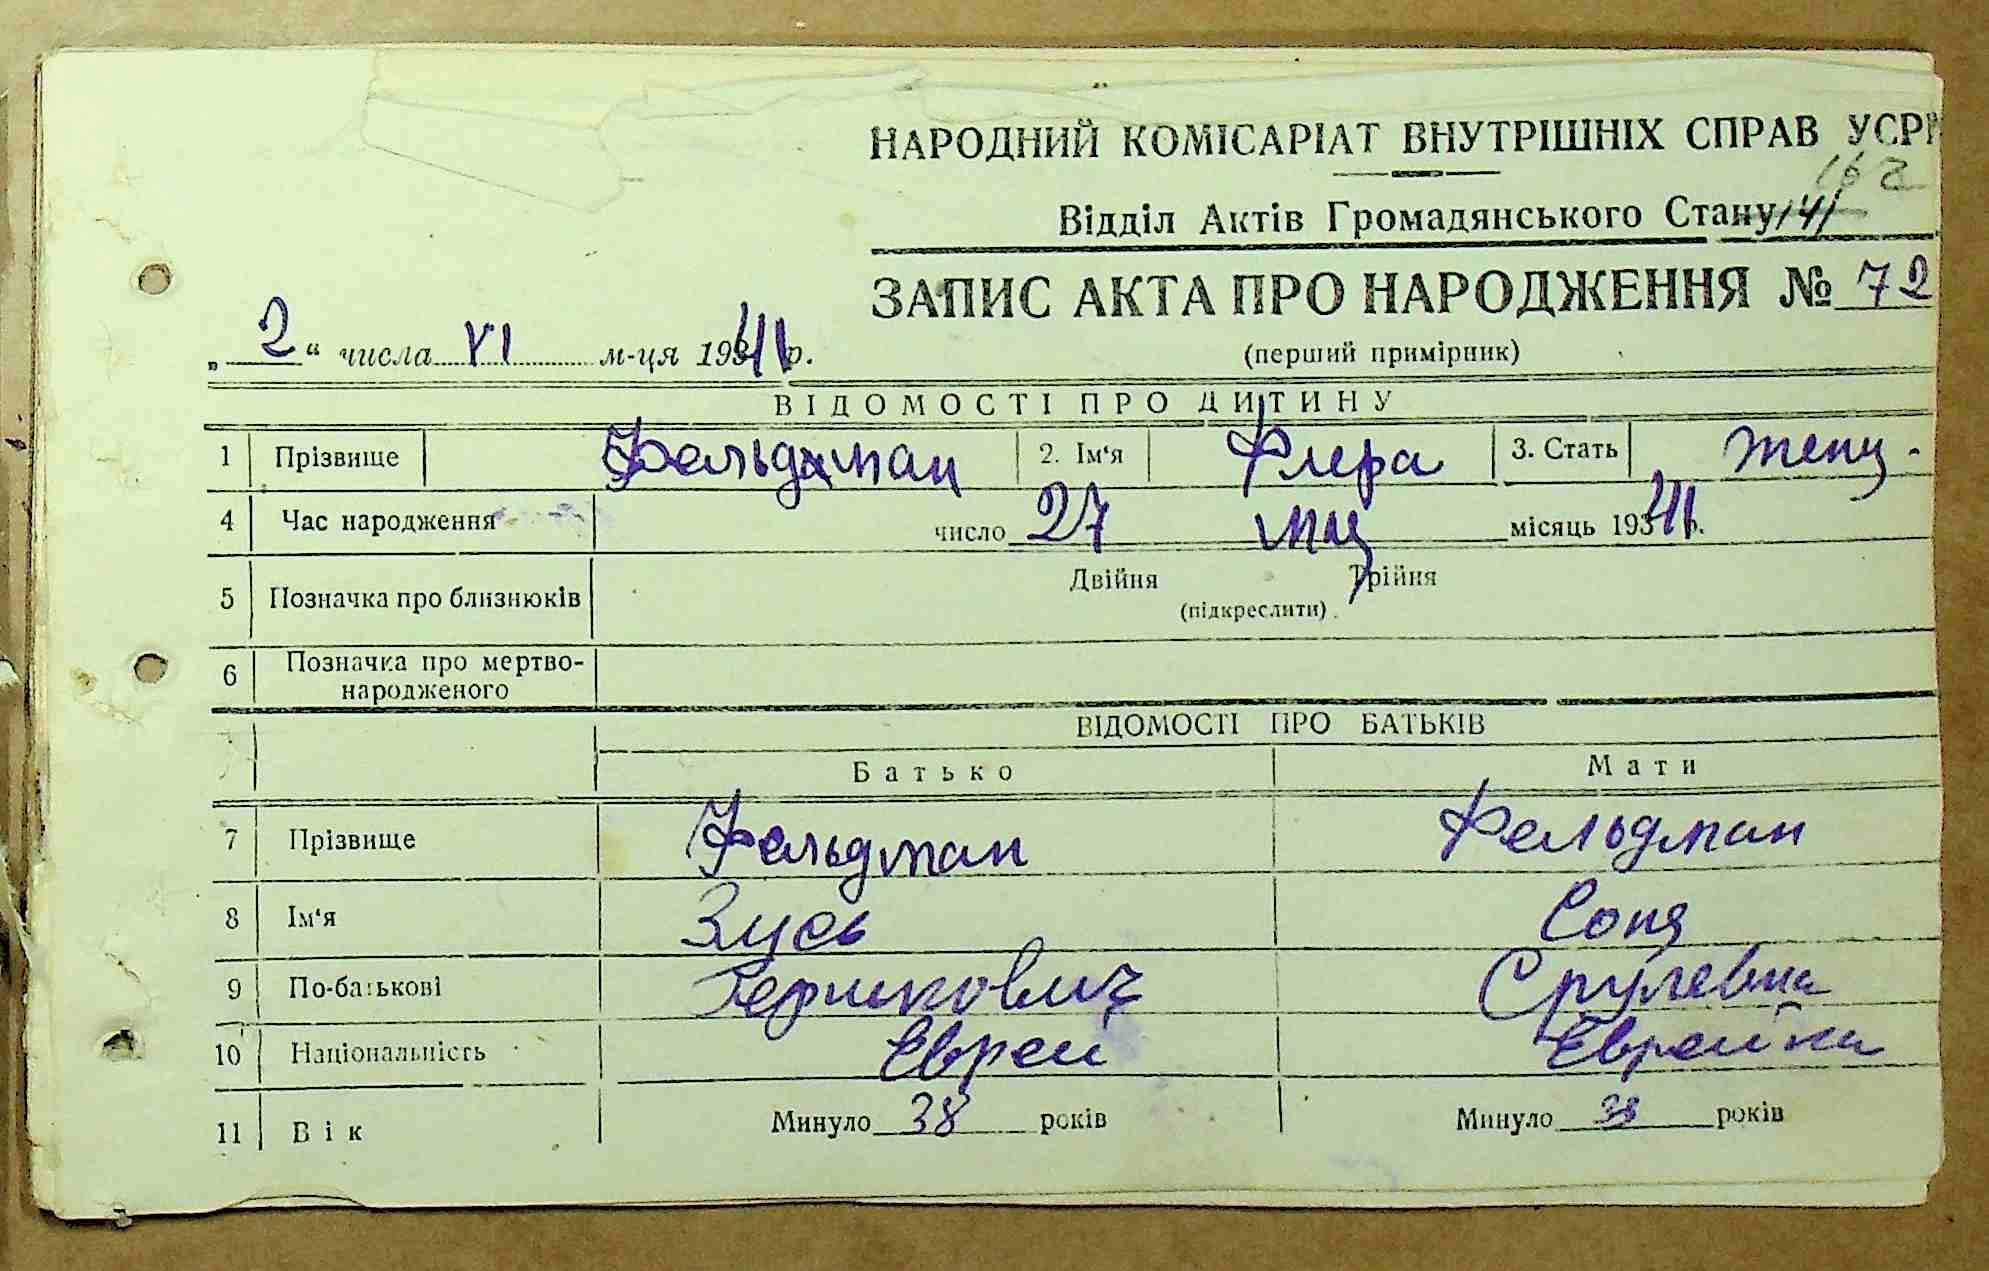 НАРОДНИЙ КОМІСАРІАТ ВНУТРІШНІХ СПРАВ УСРР
Відділ Актів Громадянського Стану
ЗАПИС АКТА ПРО НАРОДЖЕННЯ № 72
„ 2 “ числа VI м-ця 1941 р.
(перший примірник)
ВІДОМОСТІ ПРО ДИТИНУ
1 Прізвище Фельдман 2. Ім‘я Флера 3. Стать женщ.
4 Час народження число 27 місяць 1941 р.
5 Позначка про близнюків Двійня Трійня
(підкреслити).
6 Позначка про мертво-
народженого
ВІДОМОСТІ ПРО БАТЬКІВ
Батько Мати
7 Прізвище Фельдман Фельдман
8 Ім‘я Зусь Соня
9 По-батькові Гершкович Срулевна
10 Національність Еврей Еврейка
11 Вік Минуло 38 років Минуло 38 років